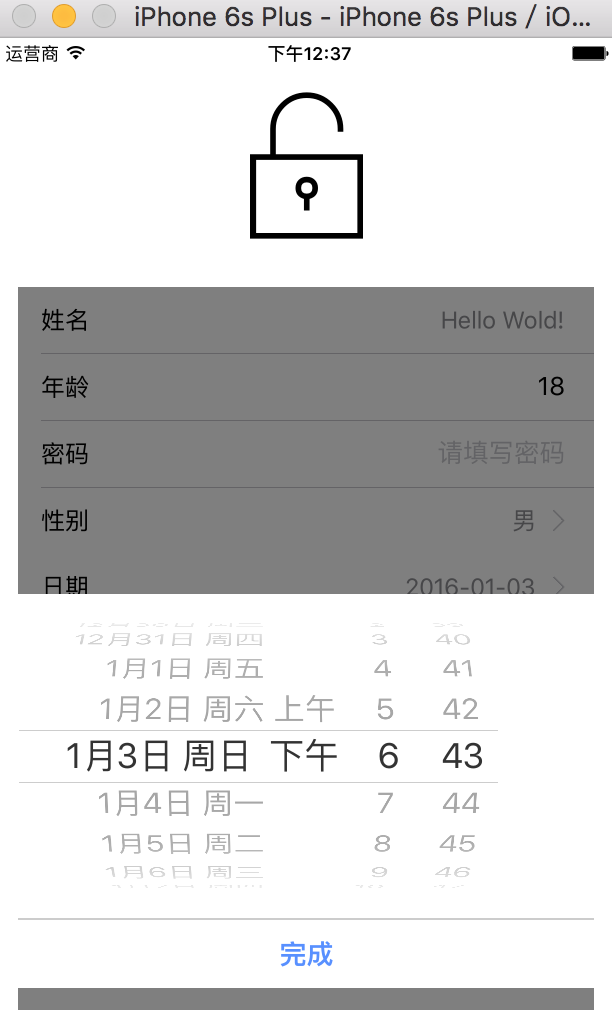 iPhone 6s Plus - iPhone 6s Plus / iO...
运营商 下午12:37
姓名 Hello Wold!
年龄 18
密码 请填写密码
性别 男
日期 2016-01-03
12月31日 周四 3 40
1月1日 周五 4 41
1月2日 周六 上午 5 42
1月3日 周日 下午 6 43
1月4日 周一 7 44
1月5日 周二 8 45
1月6日 周三 9 46
完成